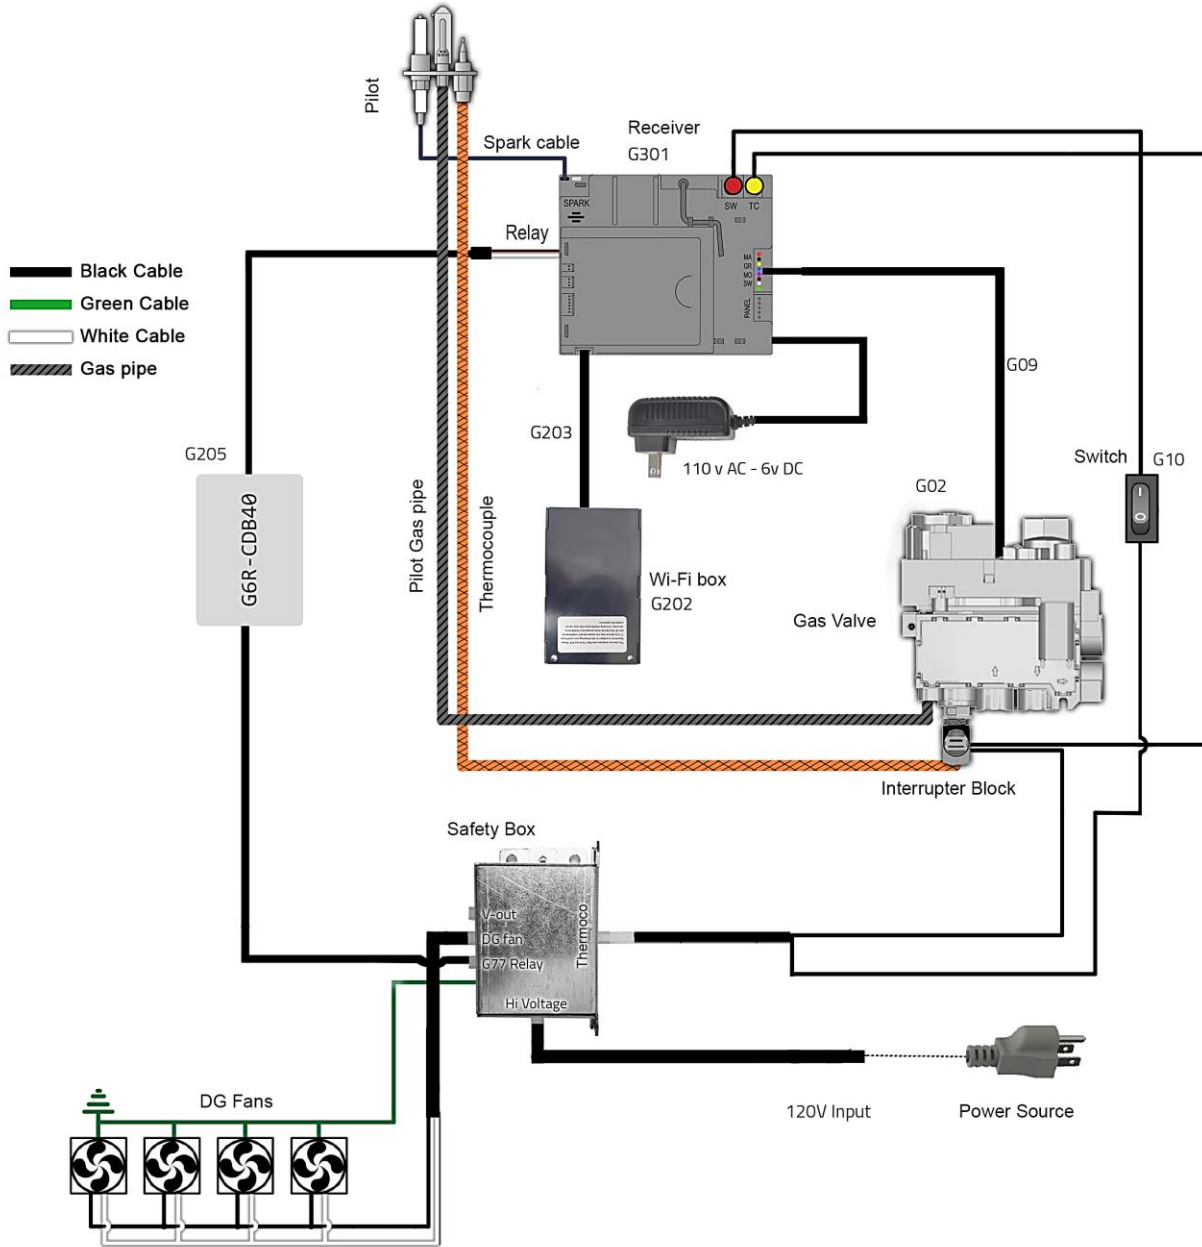 Pilot
Spark cable
Receiver
G301
SPARK
SW TC
Relay
MA
GR
MO
SW
PANEL
Black Cable
Green Cable
White Cable
Gas pipe
G09
G203
110 v AC - 6v DC
G205
G6R-CDB40
Pilot Gas pipe
Thermocouple
Switch G10
G02
Wi-Fi box
G202
Gas Valve
Interrupter Block
Safety Box
V-out
DG fan
G77 Relay
Thermoco
Hi Voltage
DG Fans
120V Input
Power Source